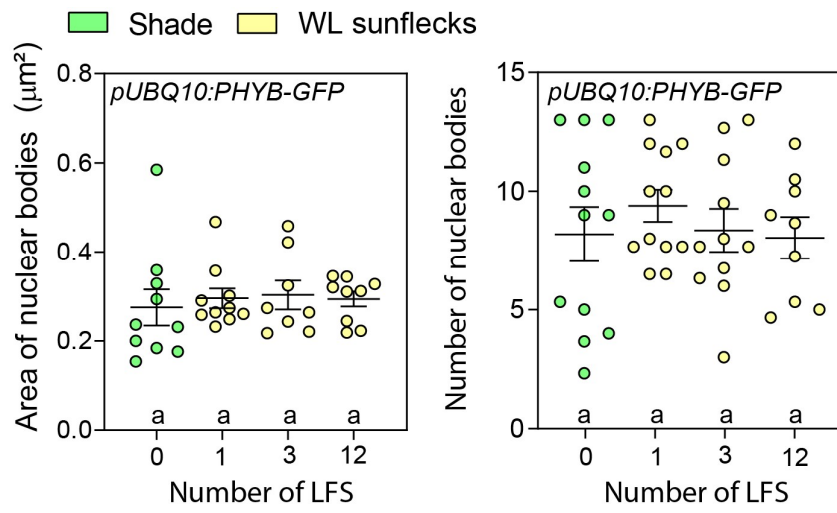 Shade WL sunflecks
pUBQ10:PHYB-GFP
Area of nuclear bodies (μm²)
0.8
0.6
0.4
0.2
0.0
a a a a
0 1 3 12
Number of LFS
pUBQ10:PHYB-GFP
Number of nuclear bodies
15
10
5
0
a a a a
0 1 3 12
Number of LFS